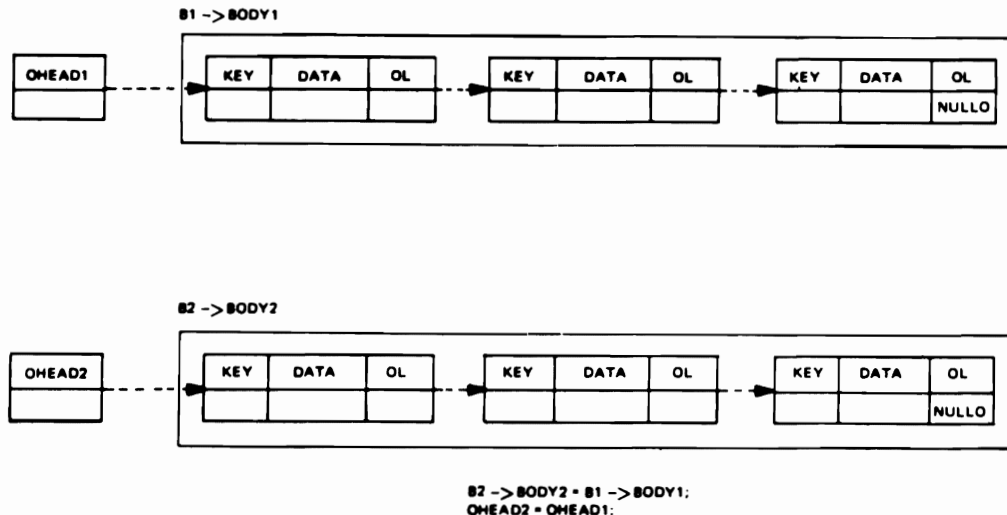 B1 -> BODY1
OHEAD1
KEY DATA OL
KEY DATA OL
KEY DATA OL
NULLO
B2 -> BODY2
OHEAD2
KEY DATA OL
KEY DATA OL
KEY DATA OL
NULLO
B2 -> BODY2 = B1 -> BODY1;
OHEAD2 = OHEAD1;